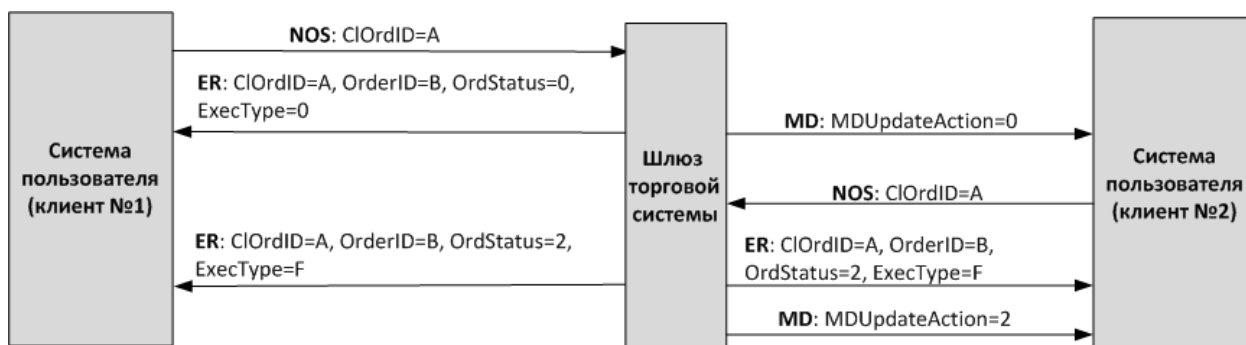 NOS: ClOrdID=A
ER: ClOrdID=A, OrderID=B, OrdStatus=0,
ExecType=0
MD: MDUpdateAction=0
Система
пользователя
(клиент №1)
Шлюз
торговой
системы
Система
пользователя
(клиент №2)
NOS: ClOrdID=A
ER: ClOrdID=A, OrderID=B, OrdStatus=2,
ExecType=F
ER: ClOrdID=A, OrderID=B,
OrdStatus=2, ExecType=F
MD: MDUpdateAction=2